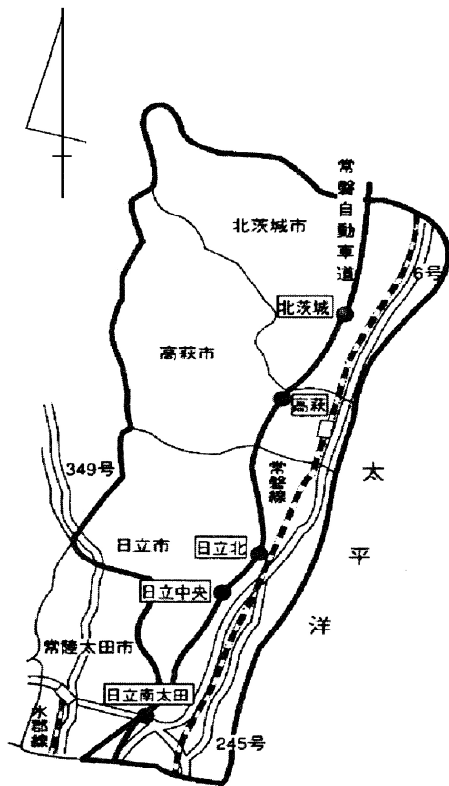 常磐自動車道
北茨城市
6号
北茨城
高萩市
高萩
常磐線
349号
太平洋
日立市
日立北
日立中央
常陸太田市
日立南太田
水郡線
245号